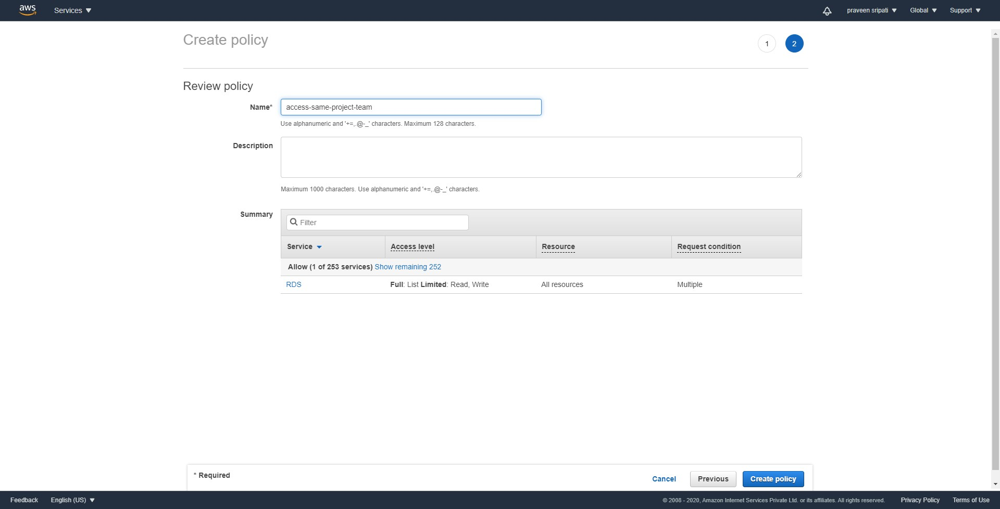 aws Services praveen sripati Global Support
Create policy 1 2
Review policy
Name* access-same-project-team
Use alphanumeric and '+=,.@-_' characters. Maximum 128 characters.
Description
Maximum 1000 characters. Use alphanumeric and '+=,.@-_' characters.
Summary Filter
Service Access level Resource Request condition
Allow (1 of 253 services) Show remaining 252
RDS Full: List Limited: Read, Write All resources Multiple
* Required Cancel Previous Create policy
Feedback English (US) © 2008 - 2020, Amazon Internet Services Private Ltd. or its affiliates. All rights reserved. Privacy Policy Terms of Use